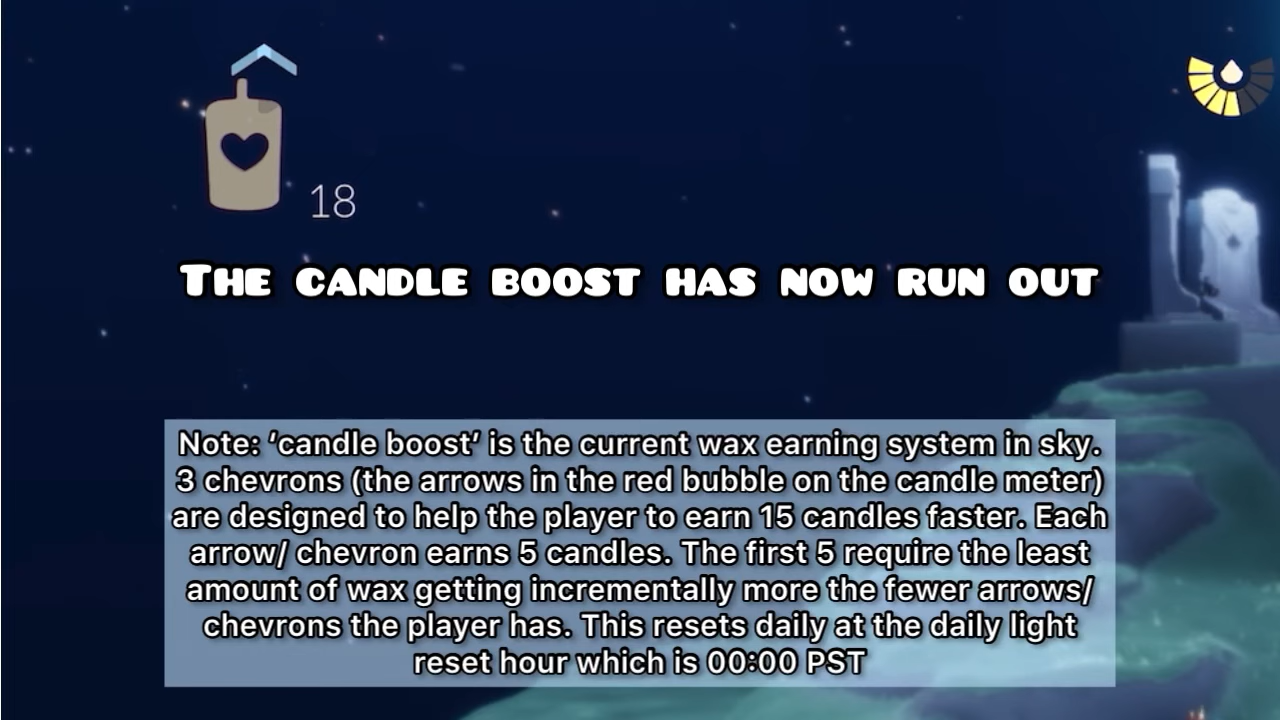 18
THE CANDLE BOOST HAS NOW RUN OUT
Note: ‘candle boost’ is the current wax earning system in sky.
3 chevrons (the arrows in the red bubble on the candle meter)
are designed to help the player to earn 15 candles faster. Each
arrow/ chevron earns 5 candles. The first 5 require the least
amount of wax getting incrementally more the fewer arrows/
chevrons the player has. This resets daily at the daily light
reset hour which is 00:00 PST